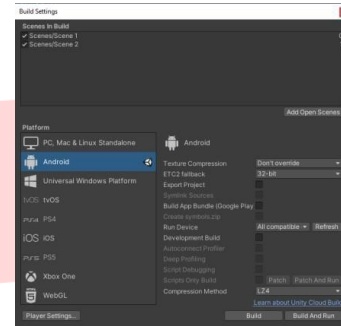 Build Settings
Scenes In Build
✔ Scenes/Scene 1
✔ Scenes/Scene 2
Add Open Scenes
Platform
PC, Mac & Linux Standalone
Android
Universal Windows Platform
tvOS tvOS
PS4 PS4
iOS iOS
PS5 PS5
Xbox One
WebGL
Android
Texture Compression Don't override
ETC2 fallback 32-bit
Export Project
Symlink Sources
Build App Bundle (Google Play
Create symbols.zip
Run Device All compatible Refresh
Development Build
Autoconnect Profiler
Deep Profiling
Script Debugging
Scripts Only Build Patch Patch And Run
Compression Method LZ4
Learn about Unity Cloud Build
Player Settings...
Build Build And Run